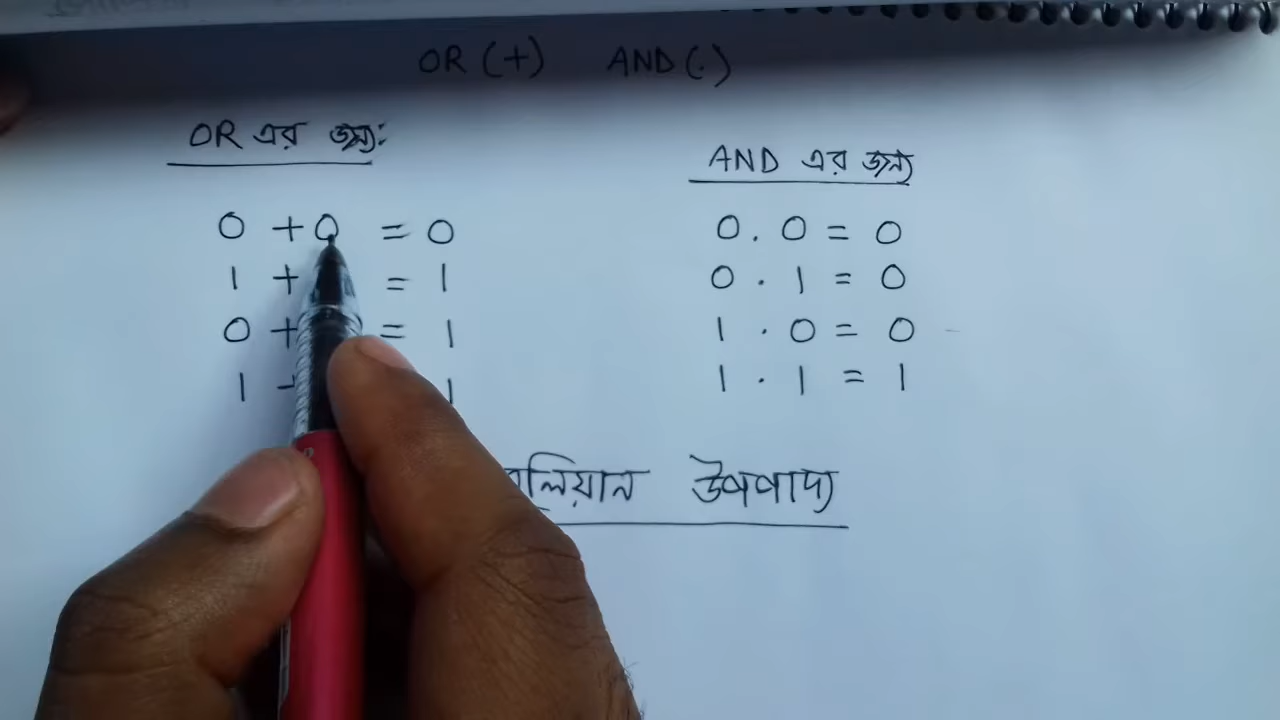 OR (+) AND (.)
OR এর জন্য:
0 + 0 = 0
1 + = 1
0 + = 1
1 1
AND এর জন্য
0 . 0 = 0
0 . 1 = 0
1 . 0 = 0
1 . 1 = 1
উপপাদ্য